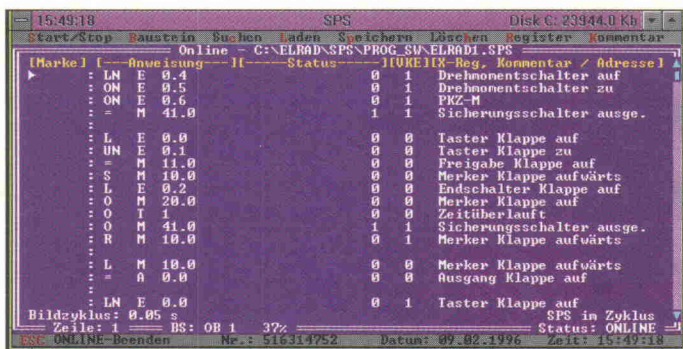 15:49:18 SPS Disk C: 23944.0 Kb
Start/Stop Baustein Suchen Laden Speichern Löschen Register Kommentar
Online - C:\ELRAD\SPS\PROG_SW\ELRAD1.SPS
[Marke] [---Anweisung---][-----Status-----][VKE][X-Reg, Kommentar / Adresse]
: LN E 0.4 0 1 Drehmomentschalter auf
: ON E 0.5 0 1 Drehmomentschalter zu
: ON E 0.6 0 1 PKZ-M
: = M 41.0 1 1 Sicherungsschalter ausge.
:
: L E 0.0 0 0 Taster Klappe auf
: UN E 0.1 0 0 Taster Klappe zu
: = M 11.0 0 0 Freigabe Klappe auf
: S M 10.0 0 0 Merker Klappe aufwärts
: L E 0.2 0 0 Endschalter Klappe auf
: O M 20.0 0 0 Merker Klappe auf
: O T 1 0 0 Zeitüberlauft
: O M 41.0 1 1 Sicherungsschalter ausge.
: R M 10.0 0 1 Merker Klappe aufwärts
:
: L M 10.0 0 0 Merker Klappe aufwärts
: = A 0.0 0 0 Ausgang Klappe auf
:
: LN E 0.0 0 1 Taster Klappe auf
Bildzyklus: 0.05 s SPS im Zyklus
Zeile: 1 BS: OB 1 37% Status: ONLINE
ESC ONLINE-Beenden Nr.: 516314752 Datum: 09.02.1996 Zeit: 15:49:18